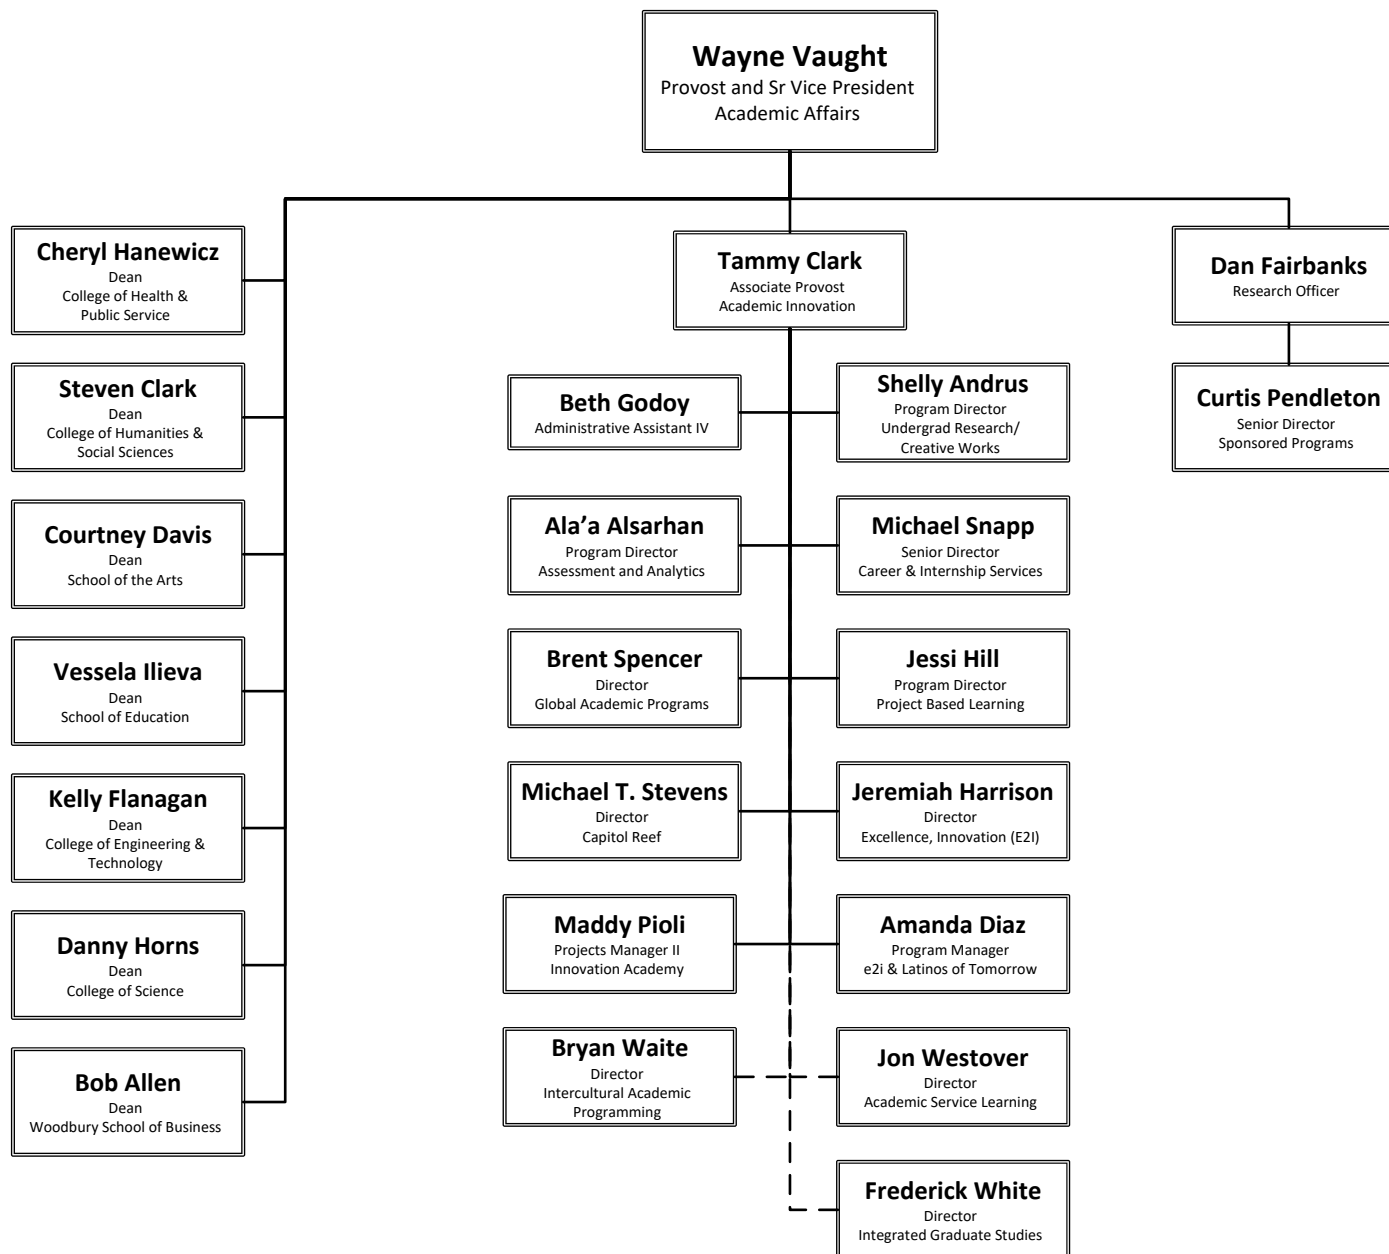 Wayne Vaught
Provost and Sr Vice President
Academic Affairs
Cheryl Hanewicz
Dean
College of Health &
Public Service
Steven Clark
Dean
College of Humanities &
Social Sciences
Courtney Davis
Dean
School of the Arts
Vessela Ilieva
Dean
School of Education
Kelly Flanagan
Dean
College of Engineering &
Technology
Danny Horns
Dean
College of Science
Bob Allen
Dean
Woodbury School of Business
Tammy Clark
Associate Provost
Academic Innovation
Beth Godoy
Administrative Assistant IV
Shelly Andrus
Program Director
Undergrad Research/
Creative Works
Ala’a Alsarhan
Program Director
Assessment and Analytics
Michael Snapp
Senior Director
Career & Internship Services
Brent Spencer
Director
Global Academic Programs
Jessi Hill
Program Director
Project Based Learning
Michael T. Stevens
Director
Capitol Reef
Jeremiah Harrison
Director
Excellence, Innovation (E2I)
Maddy Pioli
Projects Manager II
Innovation Academy
Amanda Diaz
Program Manager
e2i & Latinos of Tomorrow
Bryan Waite
Director
Intercultural Academic
Programming
Jon Westover
Director
Academic Service Learning
Frederick White
Director
Integrated Graduate Studies
Dan Fairbanks
Research Officer
Curtis Pendleton
Senior Director
Sponsored Programs